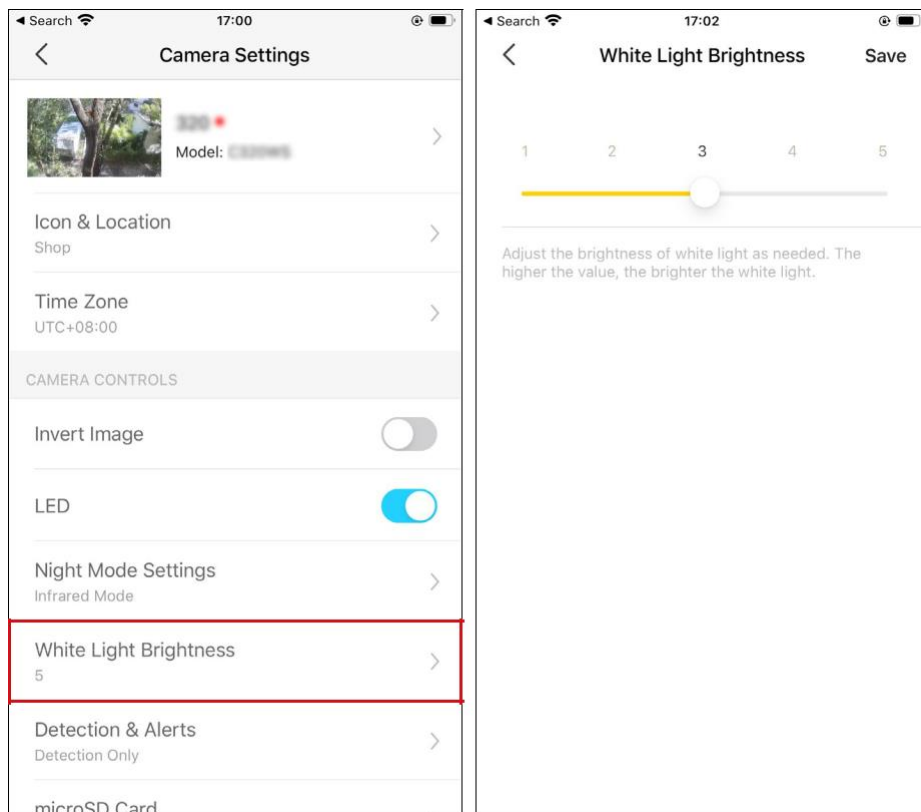 Search
17:00
Camera Settings
Model:
Icon & Location
Shop
Time Zone
UTC+08:00
CAMERA CONTROLS
Invert Image
LED
Night Mode Settings
Infrared Mode
White Light Brightness
5
Detection & Alerts
Detection Only
microSD Card
Search
17:02
White Light Brightness
Save
1 2 3 4 5
Adjust the brightness of white light as needed. The
higher the value, the brighter the white light.